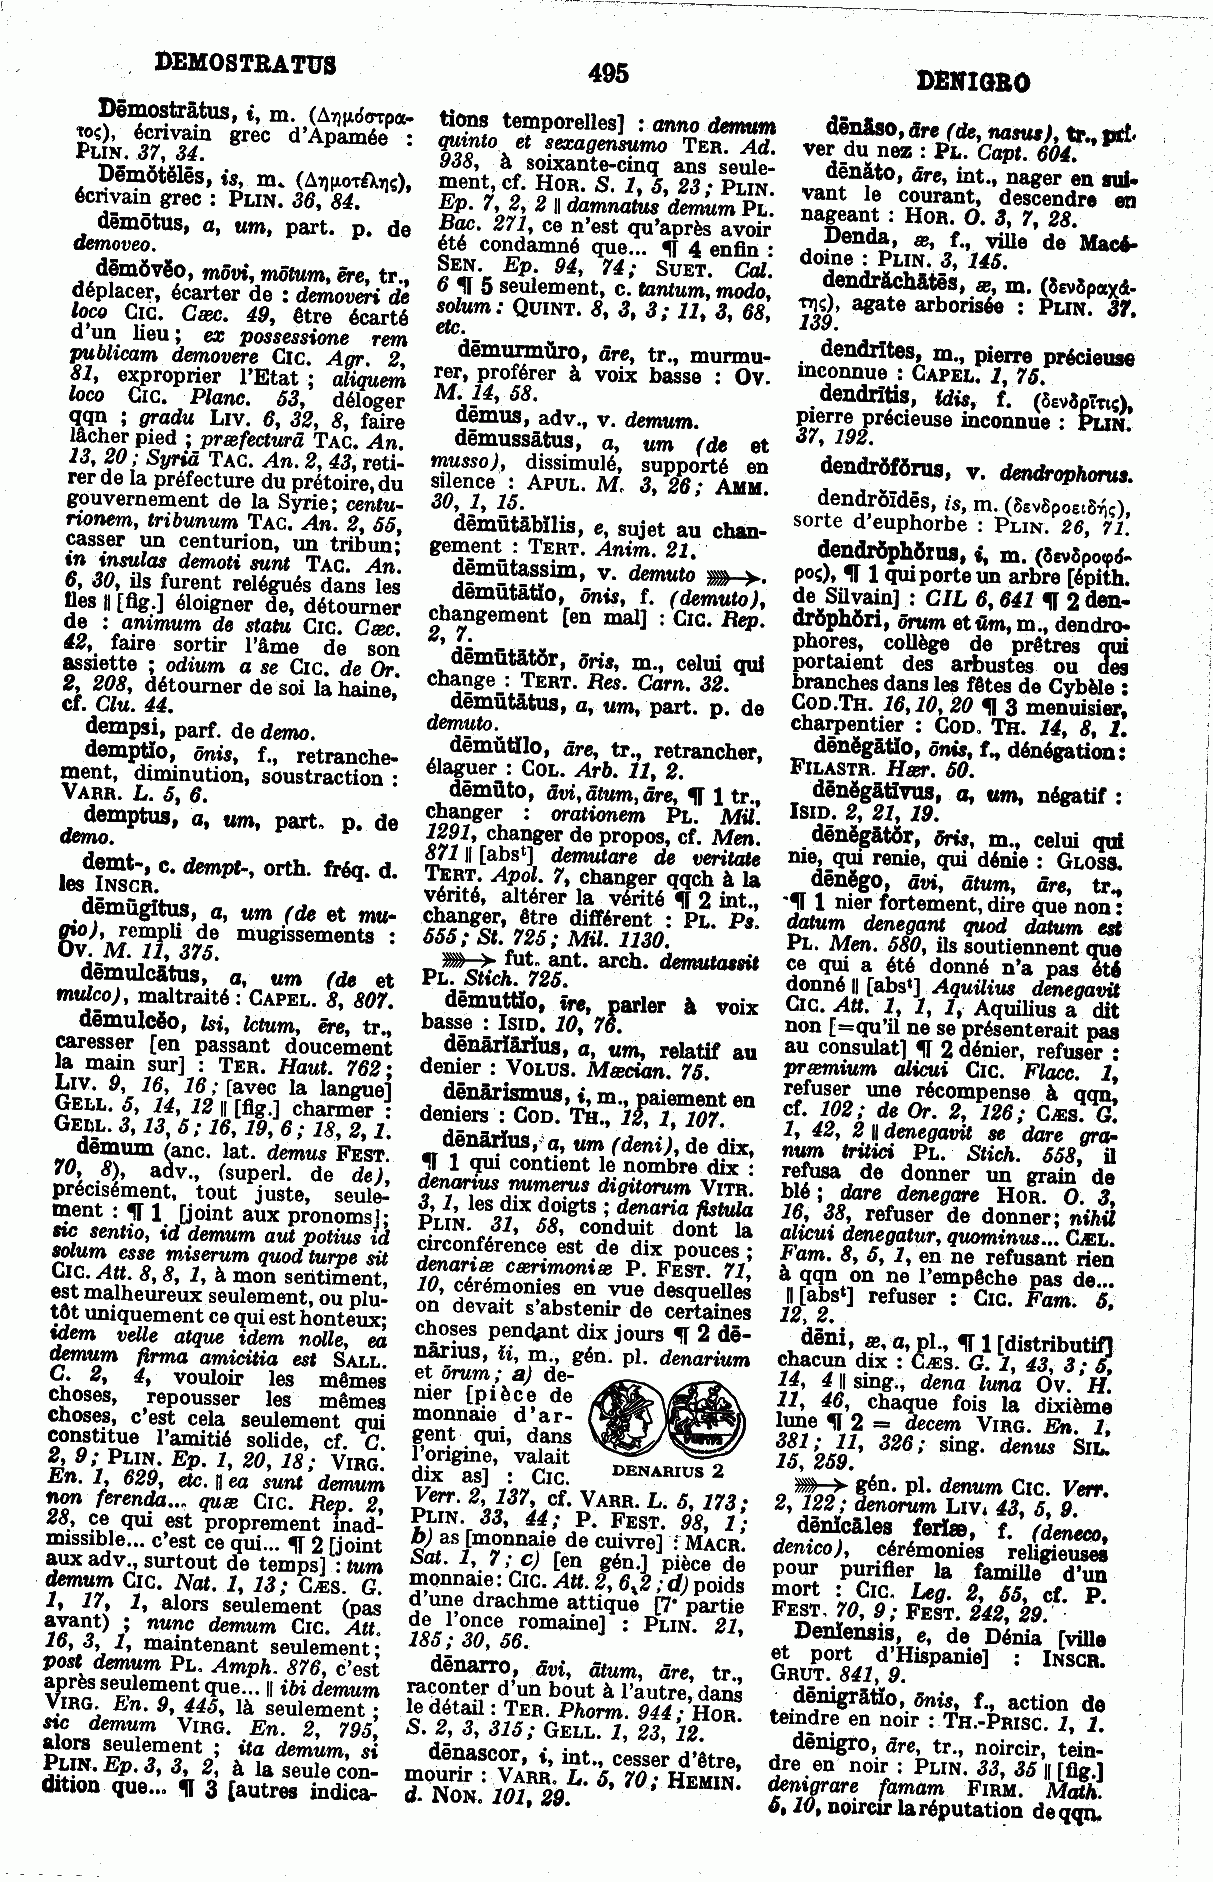 DEMOSTRATUS
495
DENIGRO
Dēmostrătus, i, m. (Δημόστρα-
τος), écrivain grec d'Apamée :
PLIN. 37, 34.
Dēmŏtĕlēs, is, m. (Δημοτέλης),
écrivain grec : PLIN. 36, 84.
dēmōtus, a, um, part. p. de
demoveo.
dēmŏvĕo, mōvi, mōtum, ēre, tr.,
déplacer, écarter de : demoveri de
loco CIC. Cæc. 49, être écarté
d'un lieu ; ex possessione rem
publicam demovere CIC. Agr. 2,
81, exproprier l'Etat ; aliquem
loco CIC. Planc. 53, déloger
qqn ; gradu LIV. 6, 32, 8, faire
lâcher pied ; præfecturā TAC. An.
13, 20 ; Syriā TAC. An. 2, 43, reti-
rer de la préfecture du prétoire, du
gouvernement de la Syrie; centu-
rionem, tribunum TAC. An. 2, 55,
casser un centurion, un tribun;
in insulas demoti sunt TAC. An.
6, 30, ils furent relégués dans les
îles || [fig.] éloigner de, détourner
de : animum de statu CIC. Cæc.
42, faire sortir l'âme de son
assiette ; odium a se CIC. de Or.
2, 208, détourner de soi la haine,
cf. Clu. 44.
dempsi, parf. de demo.
demptĭo, ōnis, f., retranche-
ment, diminution, soustraction :
VARR. L. 5, 6.
demptus, a, um, part. p. de
demo.
demt-, c. dempt-, orth. fréq. d.
les INSCR.
dēmūgītus, a, um (de et mu-
gio), rempli de mugissements :
OV. M. 11, 375.
dēmulcātus, a, um (de et
mulco), maltraité : CAPEL. 8, 807.
dēmulcĕo, lsi, lctum, ēre, tr.,
caresser [en passant doucement
la main sur] : TER. Haut. 762 ;
LIV. 9, 16, 16 ; [avec la langue]
GELL. 5, 14, 12 || [fig.] charmer :
GELL. 3, 13, 5 ; 16, 19, 6 ; 18, 2, 1.
dēmum (anc. lat. demus FEST.
70, 8), adv., (superl. de de),
précisément, tout juste, seule-
ment : ¶ 1 [joint aux pronoms];
sic sentio, id demum aut potius id
solum esse miserum quod turpe sit
CIC. Att. 8, 8, 1, à mon sentiment,
est malheureux seulement, ou plu-
tôt uniquement ce qui est honteux;
idem velle atque idem nolle, ea
demum firma amicitia est SALL.
C. 2, 4, vouloir les mêmes
choses, repousser les mêmes
choses, c'est cela seulement qui
constitue l'amitié solide, cf. C.
2, 9 ; PLIN. Ep. 1, 20, 18 ; VIRG.
En. 1, 629, etc. || ea sunt demum
non ferenda... quæ CIC. Rep. 2,
28, ce qui est proprement inad-
missible... c'est ce qui... ¶ 2 [joint
aux adv., surtout de temps] : tum
demum CIC. Nat. 1, 13 ; CÆS. G.
1, 17, 1, alors seulement (pas
avant) ; nunc demum CIC. Att.
16, 3, 1, maintenant seulement ;
post demum PL. Amph. 876, c'est
après seulement que... || ibi demum
VIRG. En. 9, 445, là seulement ;
sic demum VIRG. En. 2, 795,
alors seulement ; ita demum, si
PLIN. Ep. 3, 3, 2, à la seule con-
dition que... ¶ 3 [autres indica-
tions temporelles] : anno demum
quinto et sexagensumo TER. Ad.
938, à soixante-cinq ans seule-
ment, cf. HOR. S. 1, 5, 23 ; PLIN.
Ep. 7, 2, 2 || damnatus demum PL.
Bac. 271, ce n'est qu'après avoir
été condamné que... ¶ 4 enfin :
SEN. Ep. 94, 74 ; SUET. Cal.
6 ¶ 5 seulement, c. tantum, modo,
solum : QUINT. 8, 3, 3 ; 11, 3, 68,
etc.
dēmurmŭro, āre, tr., murmu-
rer, proférer à voix basse : OV.
M. 14, 58.
dēmus, adv., v. demum.
dēmussātus, a, um (de et
musso), dissimulé, supporté en
silence : APUL. M. 3, 26 ; AMM.
30, 1, 15.
dēmūtābĭlis, e, sujet au chan-
gement : TERT. Anim. 21.
dēmūtassim, v. demuto ⟶.
dēmūtātĭo, ōnis, f. (demuto),
changement [en mal] : CIC. Rep.
2, 7.
dēmūtātŏr, ōris, m., celui qui
change : TERT. Res. Carn. 32.
dēmūtātus, a, um, part. p. de
demuto.
dēmŭtĭlo, āre, tr., retrancher,
élaguer : COL. Arb. 11, 2.
dēmūto, āvi, ātum, āre, ¶ 1 tr.,
changer : orationem PL. Mil.
1291, changer de propos, cf. Men.
871 || [absᵗ] demutare de veritate
TERT. Apol. 7, changer qqch à la
vérité, altérer la vérité ¶ 2 int.,
changer, être différent : PL. Ps.
555 ; St. 725 ; Mil. 1130.
⟶ fut. ant. arch. demutassit
PL. Stich. 725.
dēmuttĭo, īre, parler à voix
basse : ISID. 10, 76.
dēnārĭārĭus, a, um, relatif au
denier : VOLUS. Mæcian. 75.
dēnārismus, i, m., paiement en
deniers : COD. TH., 12, 1, 107.
dēnārĭus, a, um (deni), de dix,
¶ 1 qui contient le nombre dix :
denarius numerus digitorum VITR.
3, 1, les dix doigts ; denaria fistula
PLIN. 31, 58, conduit dont la
circonférence est de dix pouces ;
denariæ cærimoniæ P. FEST. 71,
10, cérémonies en vue desquelles
on devait s'abstenir de certaines
choses pendant dix jours ¶ 2 dē-
nārius, ĭi, m., gén. pl. denarium
et ōrum ; a) de-
nier [pièce de
monnaie d'ar-
gent qui, dans
l'origine, valait
dix as] : CIC.
DENARIUS 2
Verr. 2, 137, cf. VARR. L. 5, 173 ;
PLIN. 33, 44 ; P. FEST. 98, 1 ;
b) as [monnaie de cuivre] : MACR.
Sat. 1, 7 ; c) [en gén.] pièce de
monnaie : CIC. Att. 2, 6, 2 ; d) poids
d'une drachme attique [7ᵉ partie
de l'once romaine] : PLIN. 21,
185 ; 30, 56.
dēnarro, āvi, ātum, āre, tr.,
raconter d'un bout à l'autre, dans
le détail : TER. Phorm. 944 ; HOR.
S. 2, 3, 315 ; GELL. 1, 23, 12.
dēnascor, i, int., cesser d'être,
mourir : VARR. L. 5, 70 ; HEMIN.
d. NON. 101, 29.
dēnāso, āre (de, nasus), tr., pri-
ver du nez : PL. Capt. 604.
dēnăto, āre, int., nager en sui-
vant le courant, descendre en
nageant : HOR. O. 3, 7, 28.
Denda, æ, f., ville de Macé-
doine : PLIN. 3, 145.
dendrăchātēs, æ, m. (δενδραχά-
της), agate arborisée : PLIN. 37,
139.
dendrītes, m., pierre précieuse
inconnue : CAPEL. 1, 75.
dendrītis, ĭdis, f. (δενδρῖτις),
pierre précieuse inconnue : PLIN.
37, 192.
dendrŏfŏrus, v. dendrophorus.
dendrŏīdēs, is, m. (δενδροειδής),
sorte d'euphorbe : PLIN. 26, 71.
dendrŏphŏrus, i, m. (δενδροφό-
ρος), ¶ 1 qui porte un arbre [épith.
de Silvain] : CIL 6, 641 ¶ 2 den-
drŏphŏri, ōrum et ūm, m., dendro-
phores, collège de prêtres qui
portaient des arbustes ou des
branches dans les fêtes de Cybèle :
COD. TH. 16, 10, 20 ¶ 3 menuisier,
charpentier : COD. TH. 14, 8, 1.
dēnĕgātĭo, ōnis, f., dénégation :
FILASTR. Hær. 50.
dēnĕgātīvus, a, um, négatif :
ISID. 2, 21, 19.
dēnĕgātŏr, ōris, m., celui qui
nie, qui renie, qui dénie : GLOSS.
dēnĕgo, āvi, ātum, āre, tr.,
¶ 1 nier fortement, dire que non :
datum denegant quod datum est
PL. Men. 580, ils soutiennent que
ce qui a été donné n'a pas été
donné || [absᵗ] Aquilius denegavit
CIC. Att. 1, 1, 1, Aquilius a dit
non [=qu'il ne se présenterait pas
au consulat] ¶ 2 dénier, refuser :
præmium alicui CIC. Flacc. 1,
refuser une récompense à qqn,
cf. 102 ; de Or. 2, 126 ; CÆS. G.
1, 42, 2 || denegavit se dare gra-
num tritici PL. Stich. 558, il
refusa de donner un grain de
blé ; dare denegare HOR. O. 3,
16, 38, refuser de donner ; nihil
alicui denegatur, quominus... CÆL.
Fam. 8, 5, 1, en ne refusant rien
à qqn on ne l'empêche pas de...
|| [absᵗ] refuser : CIC. Fam. 5,
12, 2.
dēni, æ, a, pl., ¶ 1 [distributif]
chacun dix : CÆS. G. 1, 43, 3 ; 5,
14, 4 || sing., dena luna OV. H.
11, 46, chaque fois la dixième
lune ¶ 2 = decem VIRG. En. 1,
381 ; 11, 326 ; sing. denus SIL.
15, 259.
⟶ gén. pl. denum CIC. Verr.
2, 122 ; denorum LIV. 43, 5, 9.
dēnĭcāles ferĭæ, f. (deneco,
denico), cérémonies religieuses
pour purifier la famille d'un
mort : CIC. Leg. 2, 55, cf. P.
FEST. 70, 9 ; FEST. 242, 29.
Denĭensis, e, de Dénia [ville
et port d'Hispanie] : INSCR.
GRUT. 841, 9.
dēnigrātĭo, ōnis, f., action de
teindre en noir : TH.-PRISC. 1, 1.
dēnigro, āre, tr., noircir, tein-
dre en noir : PLIN. 33, 35 || [fig.]
denigrare famam FIRM. Math.
5, 10, noircir la réputation de qqn.